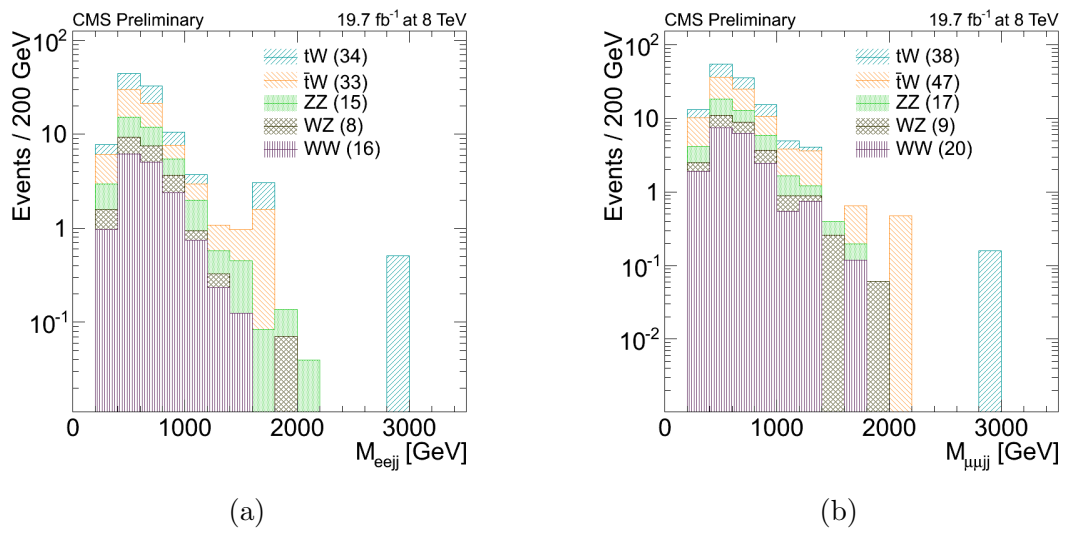 CMS Preliminary 19.7 fb⁻¹ at 8 TeV
Events / 200 GeV
10²
10
1
10⁻¹
tW (34)
t̄W (33)
ZZ (15)
WZ (8)
WW (16)
0 1000 2000 3000
M_eejj [GeV]
(a)
CMS Preliminary 19.7 fb⁻¹ at 8 TeV
Events / 200 GeV
10²
10
1
10⁻¹
10⁻²
tW (38)
t̄W (47)
ZZ (17)
WZ (9)
WW (20)
0 1000 2000 3000
M_μμjj [GeV]
(b)